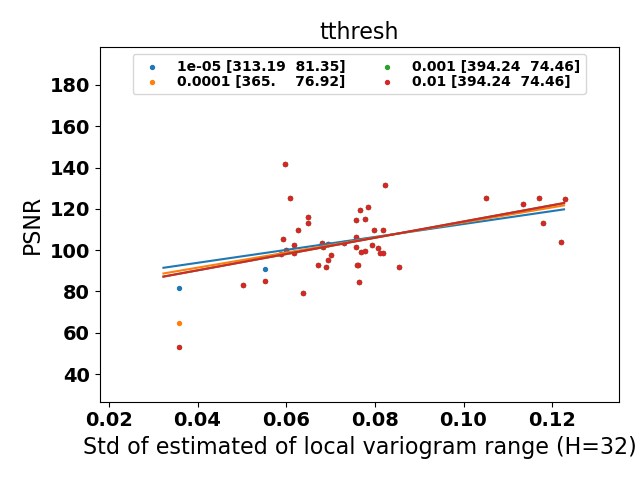 tthresh
1e-05 [313.19  81.35]
0.0001 [365.    76.92]
0.001 [394.24  74.46]
0.01 [394.24  74.46]
PSNR
180
160
140
120
100
80
60
40
0.02 0.04 0.06 0.08 0.10 0.12
Std of estimated of local variogram range (H=32)